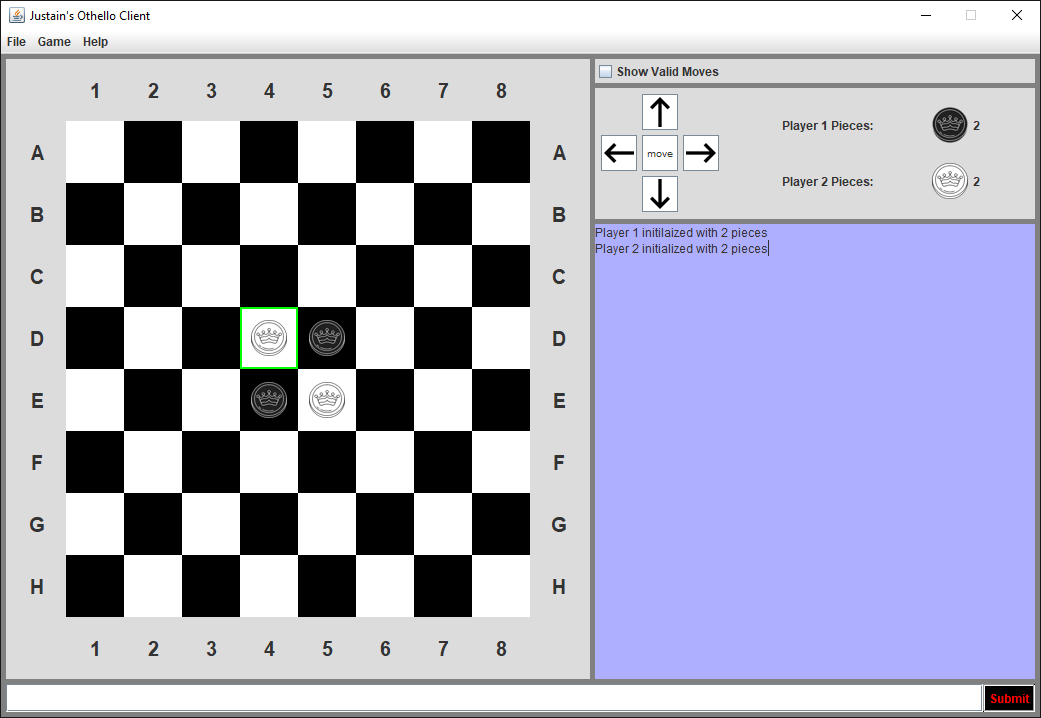 Justain's Othello Client
File Game Help
Show Valid Moves
1 2 3 4 5 6 7 8
A A
B B
C C
D D
E E
F F
G G
H H
1 2 3 4 5 6 7 8
move
Player 1 Pieces: 2
Player 2 Pieces: 2
Player 1 initilaized with 2 pieces
Player 2 initialized with 2 pieces
Submit